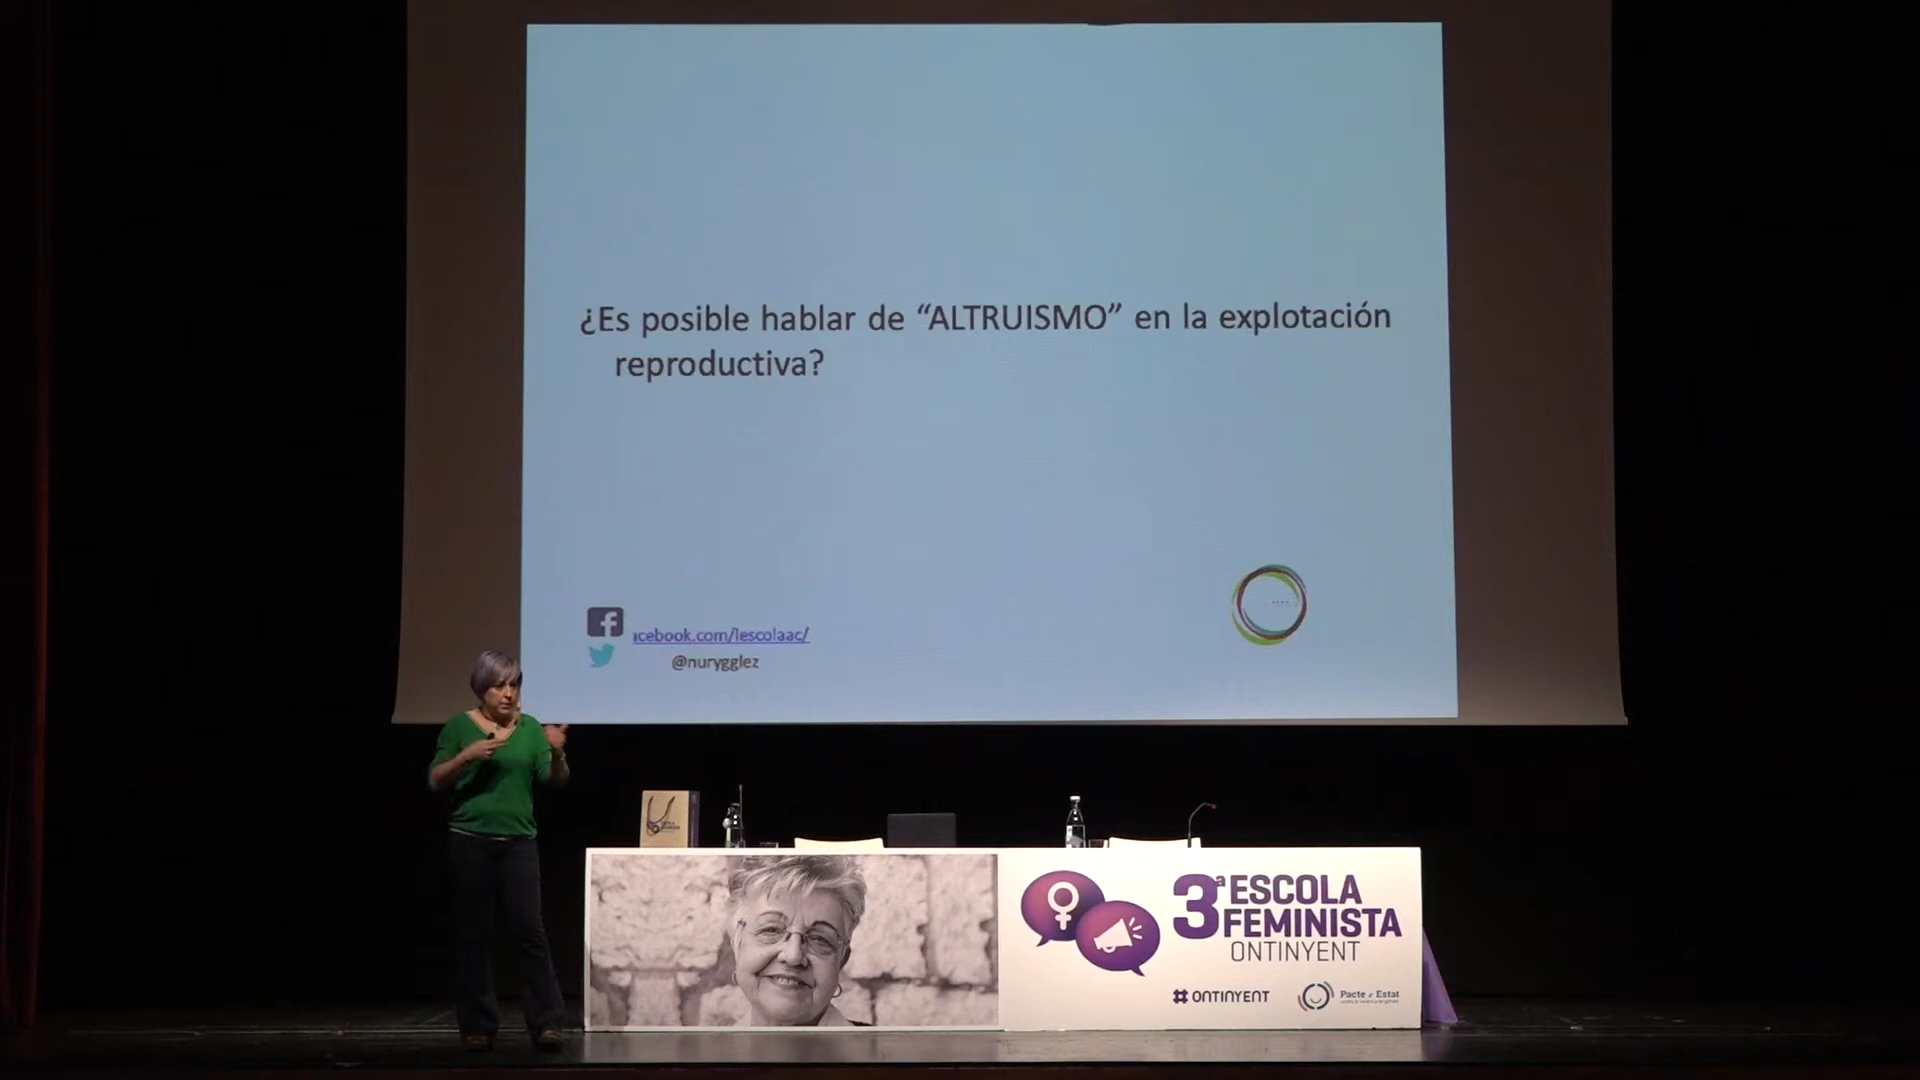 ¿Es posible hablar de “ALTRUISMO” en la explotación
reproductiva?
acebook.com/lescolaac/
@nurygglez
3ª ESCOLA
FEMINISTA
ONTINYENT
ONTINYENT
Pacte d' Estat